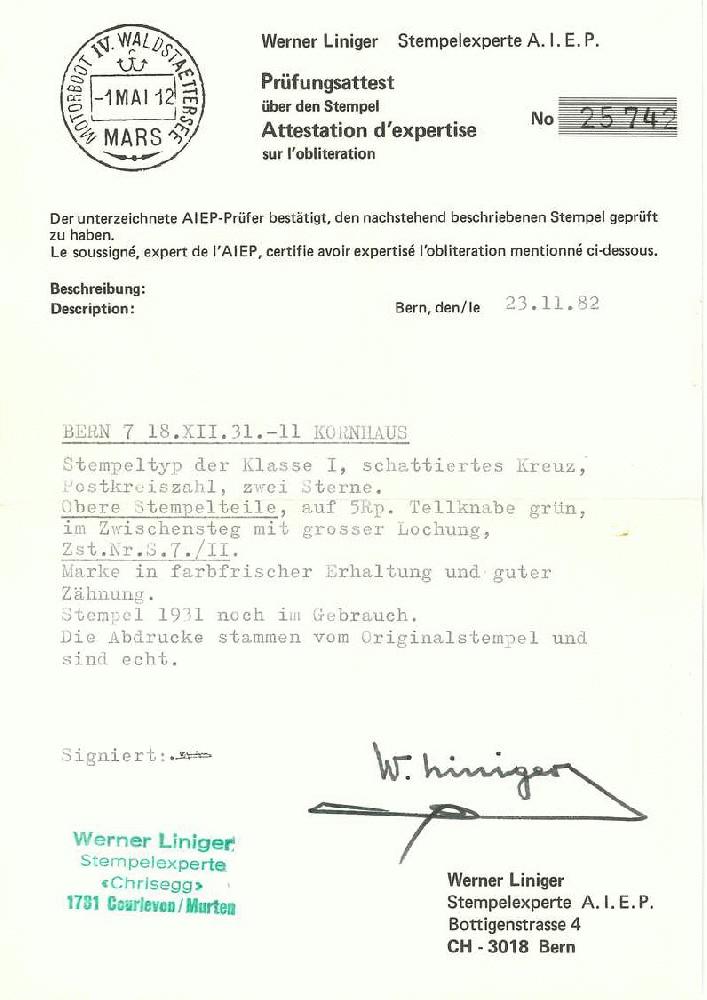 MOTORBOOT IV. WALDSTAETTERSEE
-1 MAI 12
MARS
Werner Liniger Stempelexperte A.I.E.P.
Prüfungsattest
über den Stempel
Attestation d'expertise
sur l'obliteration
No 25742
Der unterzeichnete AIEP-Prüfer bestätigt, den nachstehend beschriebenen Stempel geprüft
zu haben.
Le soussigné, expert de l'AIEP, certifie avoir expertisé l'obliteration mentionné ci-dessous.
Beschreibung:
Description:
Bern, den/le 23.11.82
BERN 7 18.XII.31.-11 KORNHAUS
Stempeltyp der Klasse I, schattiertes Kreuz,
Postkreiszahl, zwei Sterne.
Obere Stempelteile, auf 5Rp. Tellknabe grün,
im Zwischensteg mit grosser Lochung,
Zst.Nr.S.7./II.
Marke in farbfrischer Erhaltung und guter
Zähnung.
Stempel 1931 noch im Gebrauch.
Die Abdrucke stammen vom Originalstempel und
sind echt.
Signiert:
W. Liniger
Werner Liniger
Stempelexperte
«Chrisegg»
1781 Courlevon/Murten
Werner Liniger
Stempelexperte A.I.E.P.
Bottigenstrasse 4
CH - 3018 Bern